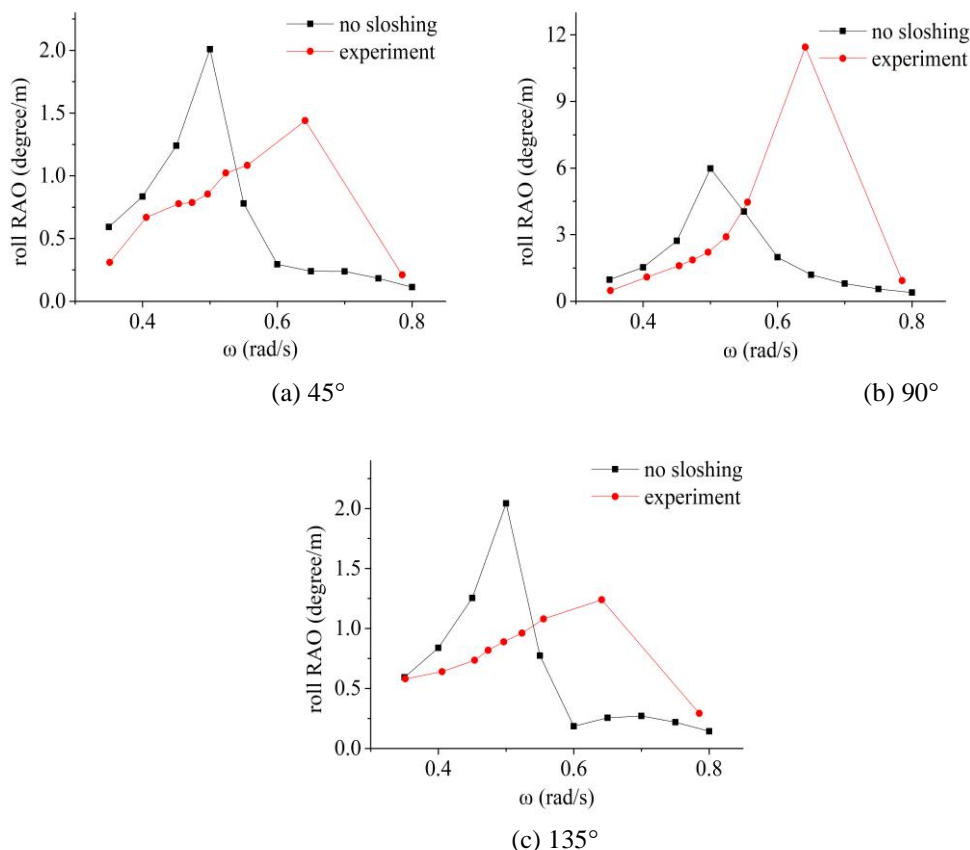 no sloshing
experiment
2.0
1.5
1.0
0.5
0.0
roll RAO (degree/m)
0.4 0.6 0.8
ω (rad/s)
(a) 45°
no sloshing
experiment
12
9
6
3
0
roll RAO (degree/m)
0.4 0.6 0.8
ω (rad/s)
(b) 90°
no sloshing
experiment
2.0
1.5
1.0
0.5
0.0
roll RAO (degree/m)
0.4 0.6 0.8
ω (rad/s)
(c) 135°